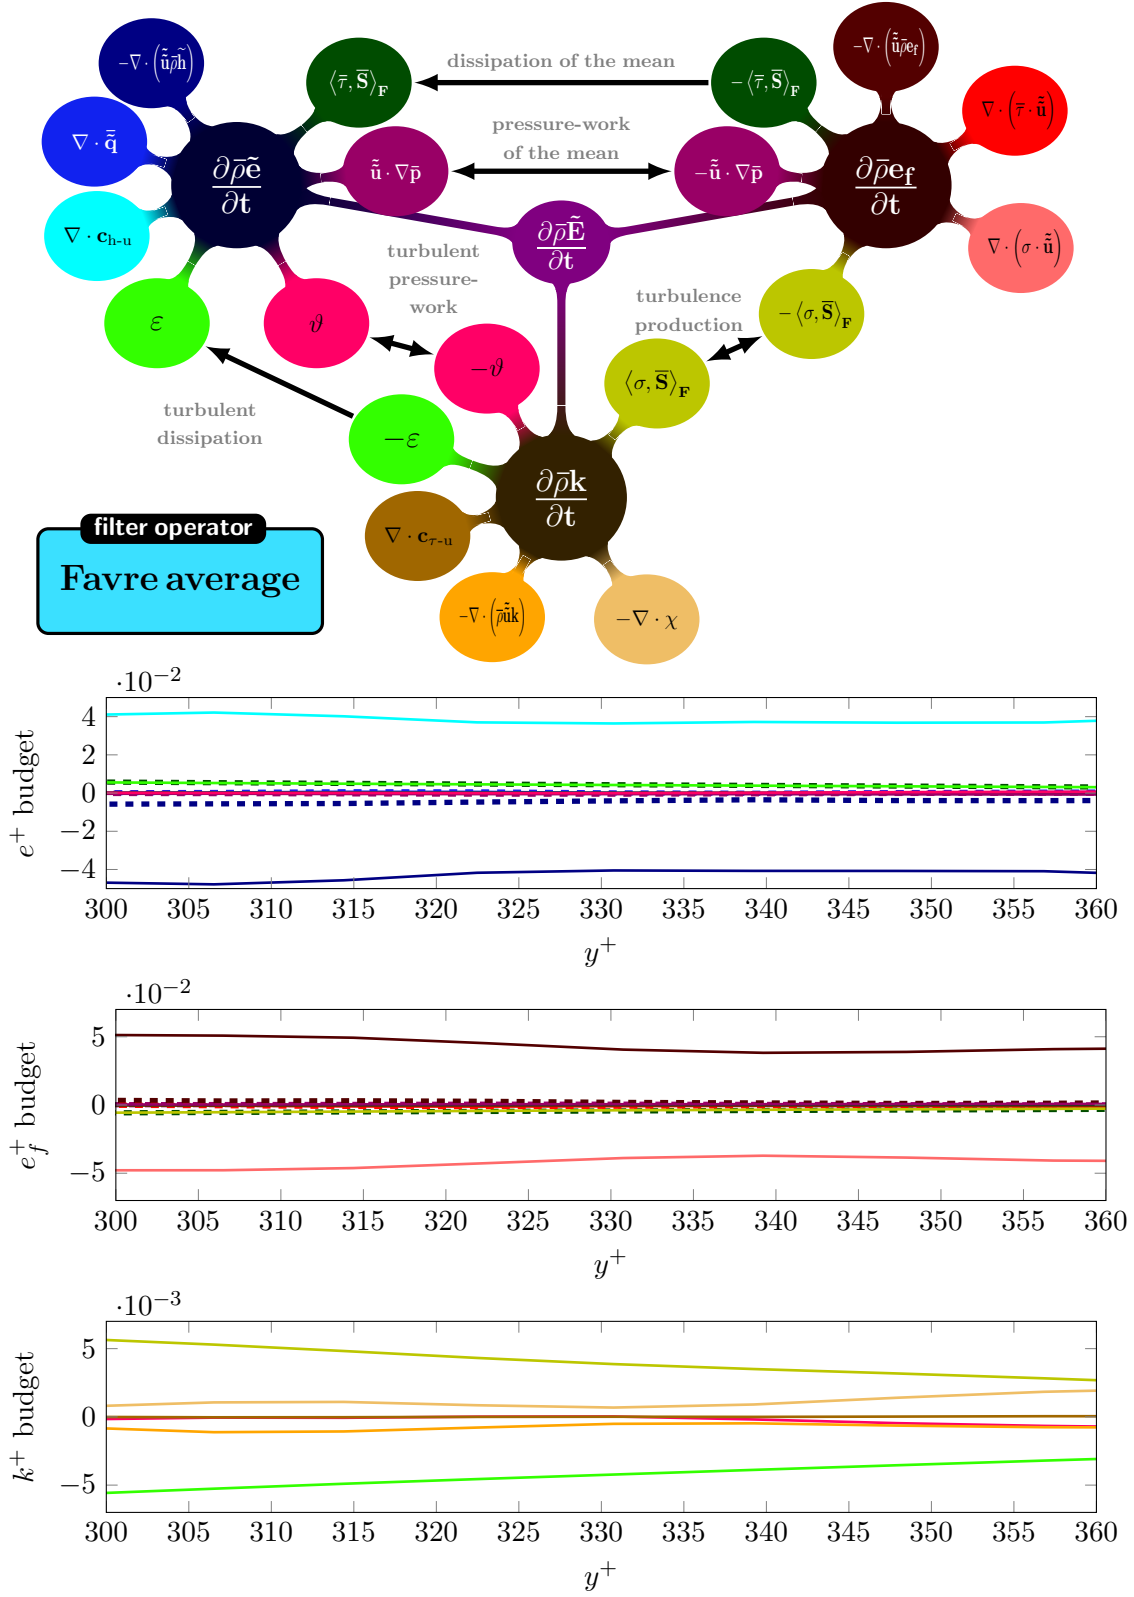 −∇ · (ũ̄ρ̄h̃)
⟨τ̄, S̄⟩_F
dissipation of the mean
−⟨τ̄, S̄⟩_F
−∇ · (ũ̄ρ̄e_f)
∇ · (τ̄ · ũ̄)
∇ · q̃̄
∂ρ̄ẽ/∂t
ũ̄ · ∇p̄
pressure-work
of the mean
−ũ̄ · ∇p̄
∂ρ̄e_f/∂t
∇ · c_h-u
∂ρ̄Ẽ/∂t
∇ · (σ · ũ̄)
turbulent
pressure-
work
ε
ϑ
turbulence
production
−⟨σ, S̄⟩_F
−ϑ
⟨σ, S̄⟩_F
turbulent
dissipation
−ε
∂ρ̄k/∂t
∇ · c_τ-u
−∇ · (ρ̄ũ̄k)
−∇ · χ
filter operator
Favre average
·10⁻²
4
2
0
−2
−4
e⁺ budget
300 305 310 315 320 325 330 335 340 345 350 355 360
y⁺
·10⁻²
5
0
−5
e_f⁺ budget
300 305 310 315 320 325 330 335 340 345 350 355 360
y⁺
·10⁻³
5
0
−5
k⁺ budget
300 305 310 315 320 325 330 335 340 345 350 355 360
y⁺